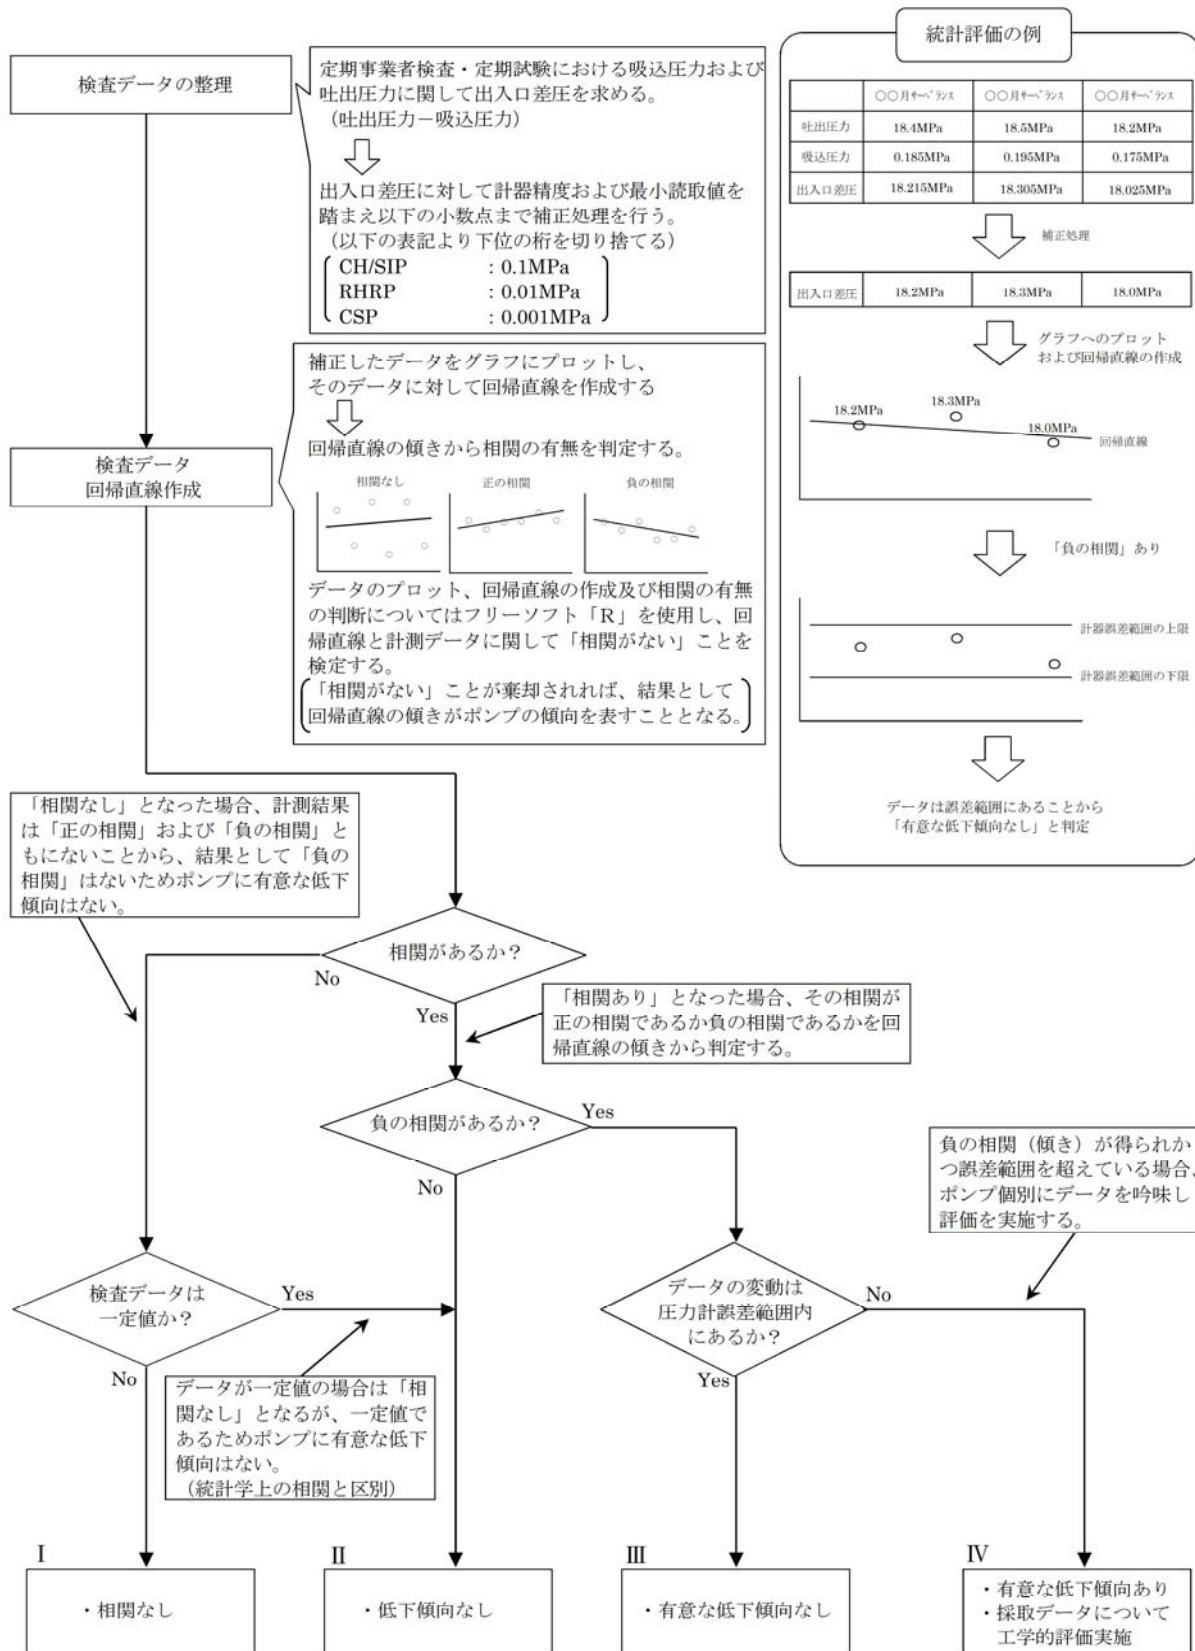 検査データの整理
定期事業者検査・定期試験における吸込圧力および
吐出圧力に関して出入口差圧を求める。
（吐出圧力－吸込圧力）
出入口差圧に対して計器精度および最小読取値を
踏まえ以下の小数点まで補正処理を行う。
（以下の表記より下位の桁を切り捨てる）
CH/SIP : 0.1MPa
RHRP : 0.01MPa
CSP : 0.001MPa
検査データ
回帰直線作成
補正したデータをグラフにプロットし、
そのデータに対して回帰直線を作成する
回帰直線の傾きから相関の有無を判定する。
相関なし 正の相関 負の相関
データのプロット、回帰直線の作成及び相関の有無
の判断についてはフリーソフト「R」を使用し、回
帰直線と計測データに関して「相関がない」ことを
検定する。
「相関がない」ことが棄却されれば、結果として
回帰直線の傾きがポンプの傾向を表すこととなる。
統計評価の例
○○月サーベランス ○○月サーベランス ○○月サーベランス
吐出圧力 18.4MPa 18.5MPa 18.2MPa
吸込圧力 0.185MPa 0.195MPa 0.175MPa
出入口差圧 18.215MPa 18.305MPa 18.025MPa
補正処理
出入口差圧 18.2MPa 18.3MPa 18.0MPa
グラフへのプロット
および回帰直線の作成
18.2MPa 18.3MPa 18.0MPa
回帰直線
「負の相関」あり
計器誤差範囲の上限
計器誤差範囲の下限
データは誤差範囲にあることから
「有意な低下傾向なし」と判定
「相関なし」となった場合、計測結果
は「正の相関」および「負の相関」と
もにないことから、結果として「負の
相関」はないためポンプに有意な低下
傾向はない。
相関があるか？
No
Yes
「相関あり」となった場合、その相関が
正の相関であるか負の相関であるかを回
帰直線の傾きから判定する。
負の相関があるか？
Yes
No
負の相関（傾き）が得られか
つ誤差範囲を超えている場合、
ポンプ個別にデータを吟味し
評価を実施する。
検査データは
一定値か？
Yes
No
データの変動は
圧力計誤差範囲内
にあるか？
No
Yes
データが一定値の場合は「相
関なし」となるが、一定値で
あるためポンプに有意な低下
傾向はない。
（統計学上の相関と区別）
Ⅰ
・相関なし
Ⅱ
・低下傾向なし
Ⅲ
・有意な低下傾向なし
Ⅳ
・有意な低下傾向あり
・採取データについて
工学的評価実施